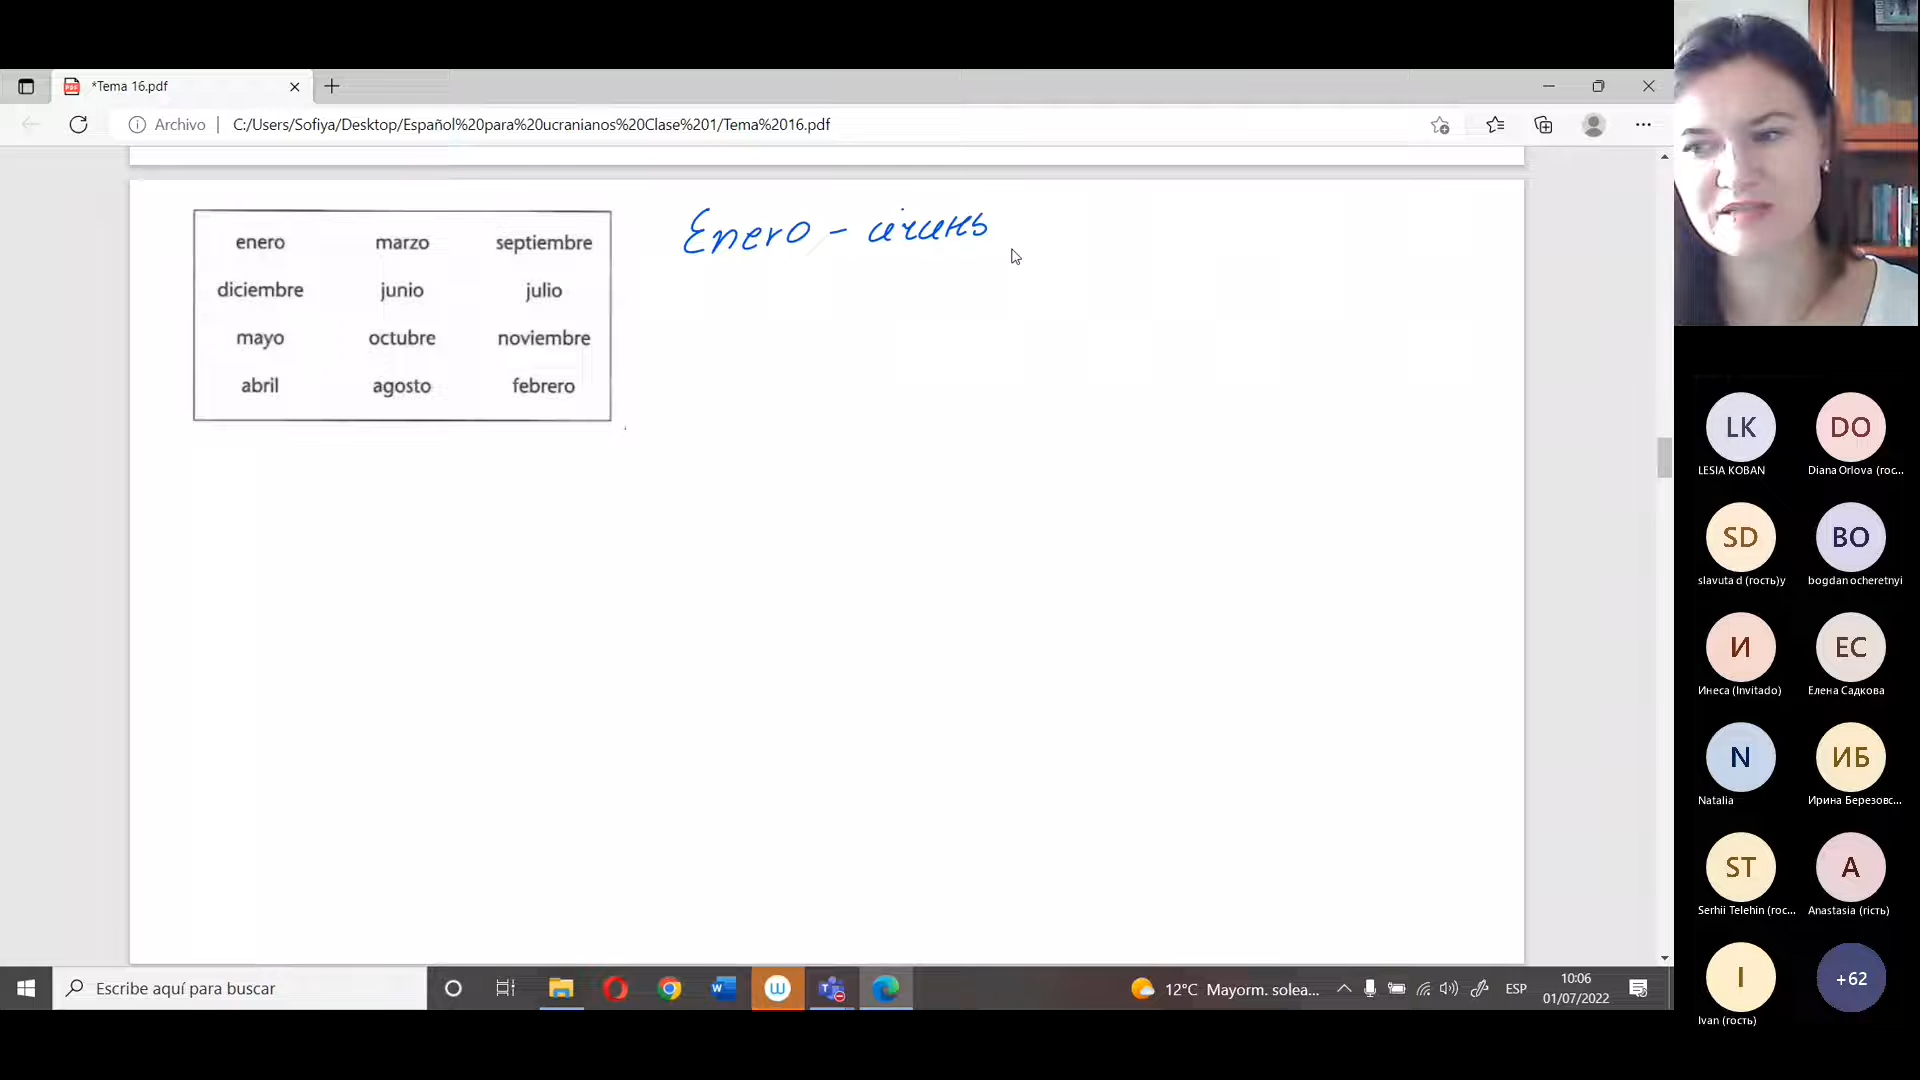 *Tema 16.pdf
Archivo | C:/Users/Sofiya/Desktop/Español%20para%20ucranianos%20Clase%201/Tema%2016.pdf
enero marzo septiembre
diciembre junio julio
mayo octubre noviembre
abril agosto febrero
Enero - січень
LK DO
LESIA KOBAN Diana Orlova (гос...
SD BO
slavuta d (гость)y bogdan ocheretnyi
И ЕС
Инеса (Invitado) Елена Садкова
N ИБ
Natalia Ирина Березовс...
ST A
Serhii Telehin (гос... Anastasia (гість)
I +62
Ivan (гость)
Escribe aquí para buscar
12°C Mayorm. solea... ESP 10:06
01/07/2022